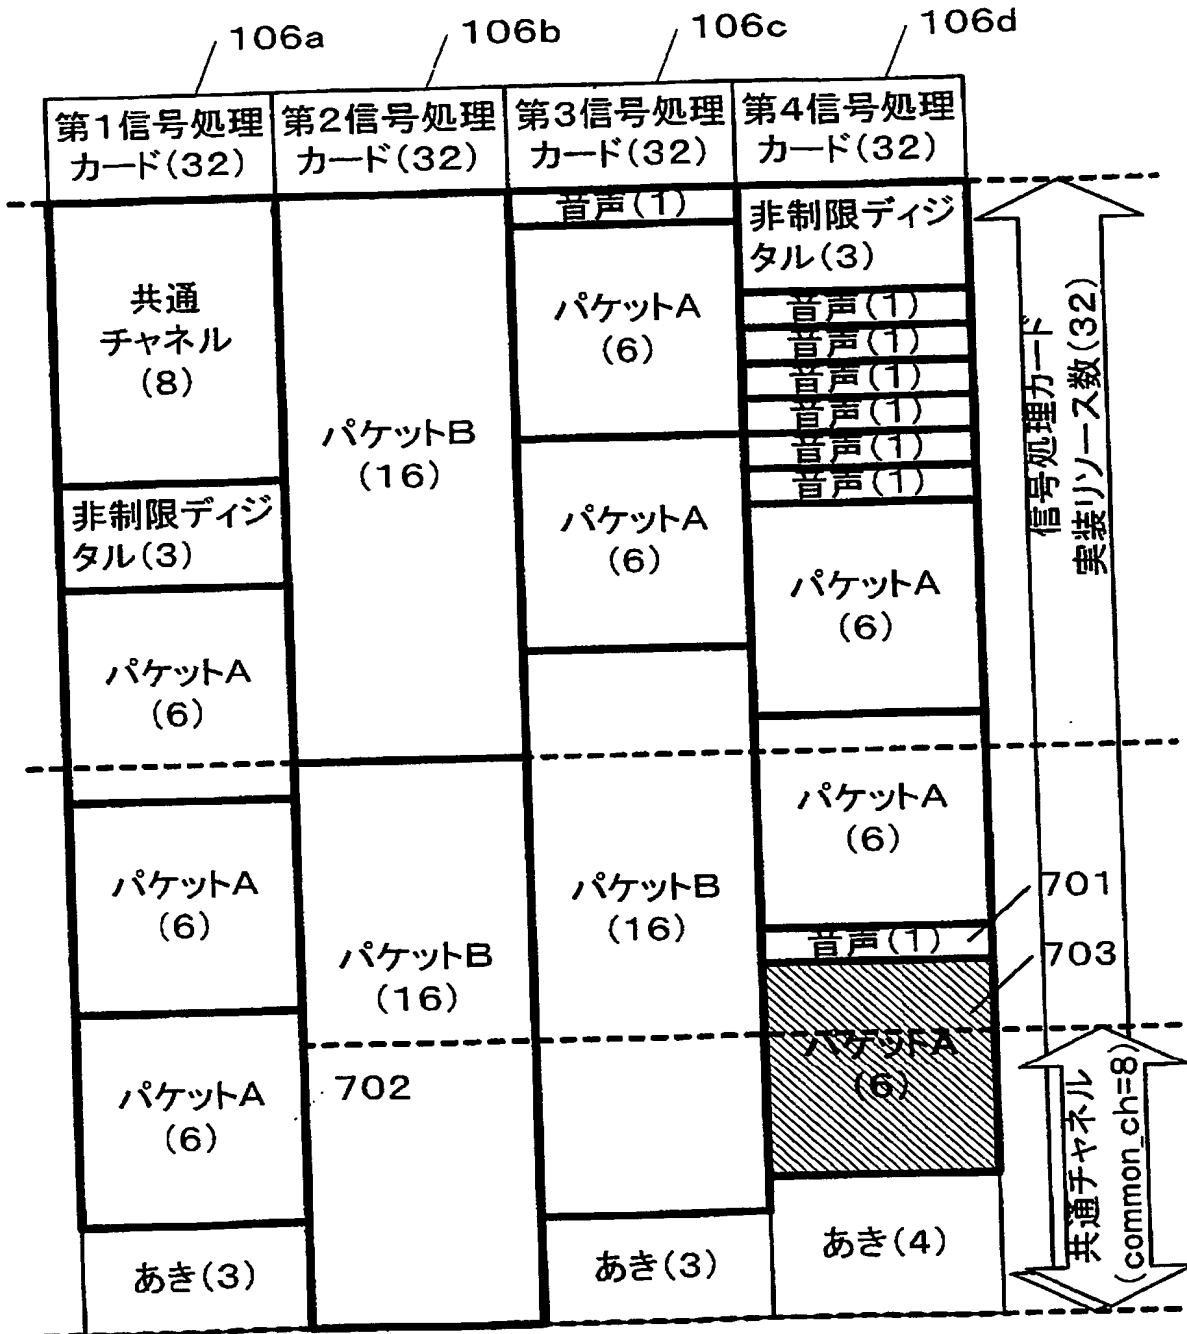 106a
106b
106c
106d
第1信号処理
カード(32)
第2信号処理
カード(32)
第3信号処理
カード(32)
第4信号処理
カード(32)
共通
チャネル
(8)
非制限ディジ
タル(3)
パケットA
(6)
パケットA
(6)
パケットA
(6)
あき(3)
パケットB
(16)
パケットB
(16)
702
音声(1)
パケットA
(6)
パケットA
(6)
パケットB
(16)
あき(3)
非制限ディジ
タル(3)
音声(1)
音声(1)
音声(1)
音声(1)
音声(1)
音声(1)
パケットA
(6)
パケットA
(6)
音声(1)
701
703
パケットA
(6)
あき(4)
信号処理カード
実装リソース数(32)
共通チャネル
(common_ch=8)